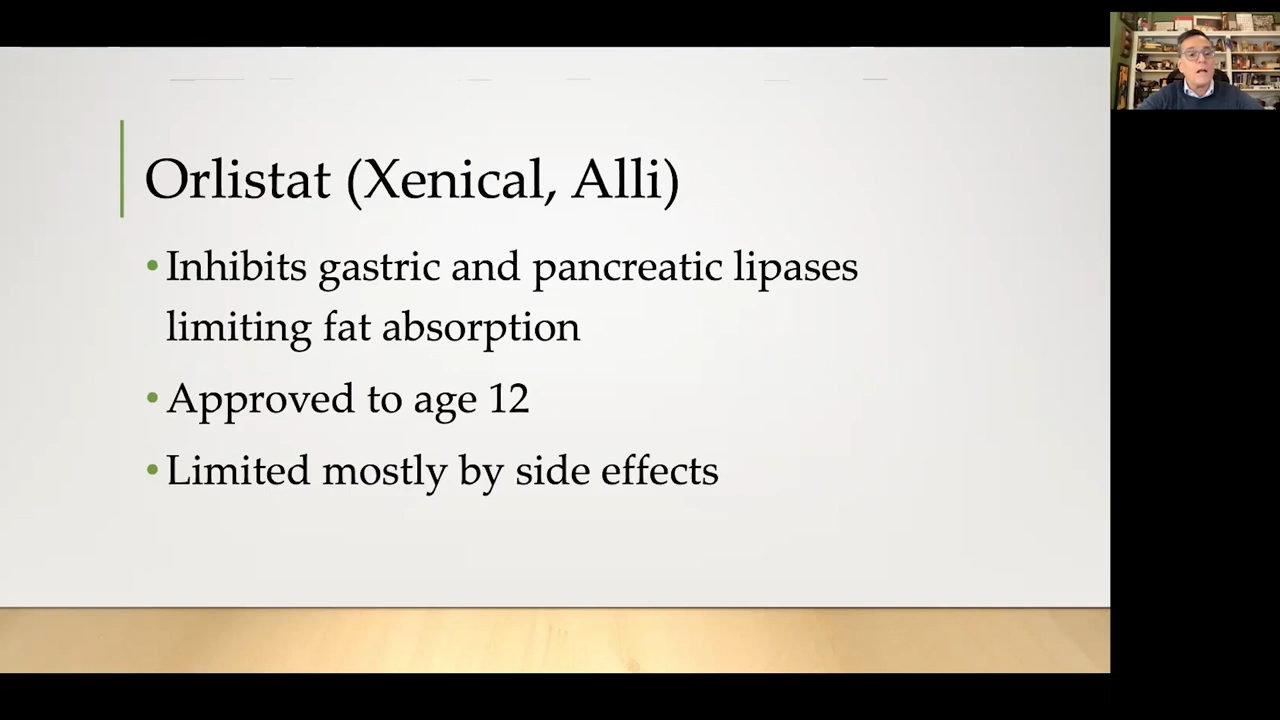 Orlistat (Xenical, Alli)
• Inhibits gastric and pancreatic lipases
limiting fat absorption
• Approved to age 12
• Limited mostly by side effects